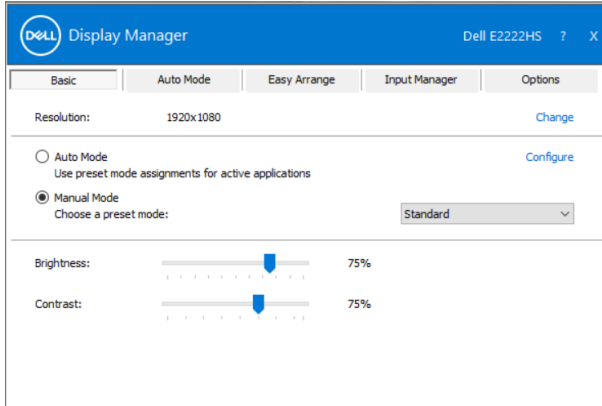 DELL Display Manager Dell E2222HS ? X
Basic Auto Mode Easy Arrange Input Manager Options
Resolution: 1920x1080 Change
Auto Mode Configure
Use preset mode assignments for active applications
Manual Mode
Choose a preset mode: Standard
Brightness: 75%
Contrast: 75%